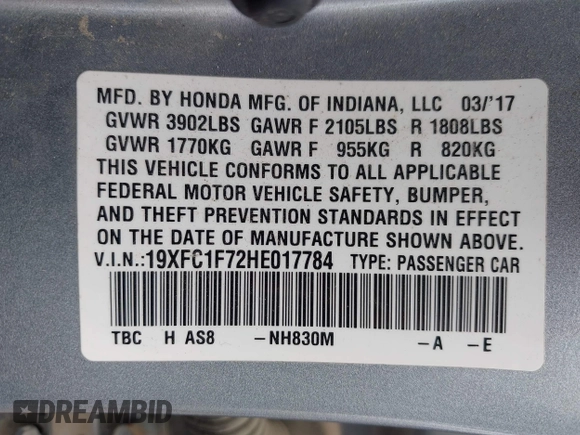 MFD. BY HONDA MFG. OF INDIANA, LLC 03/'17
GVWR 3902LBS GAWR F 2105LBS R 1808LBS
GVWR 1770KG GAWR F 955KG R 820KG
THIS VEHICLE CONFORMS TO ALL APPLICABLE
FEDERAL MOTOR VEHICLE SAFETY, BUMPER,
AND THEFT PREVENTION STANDARDS IN EFFECT
ON THE DATE OF MANUFACTURE SHOWN ABOVE.
V.I.N.:19XFC1F72HE017784 TYPE: PASSENGER CAR
TBC H AS8 -NH830M -A -E
DREAMBID